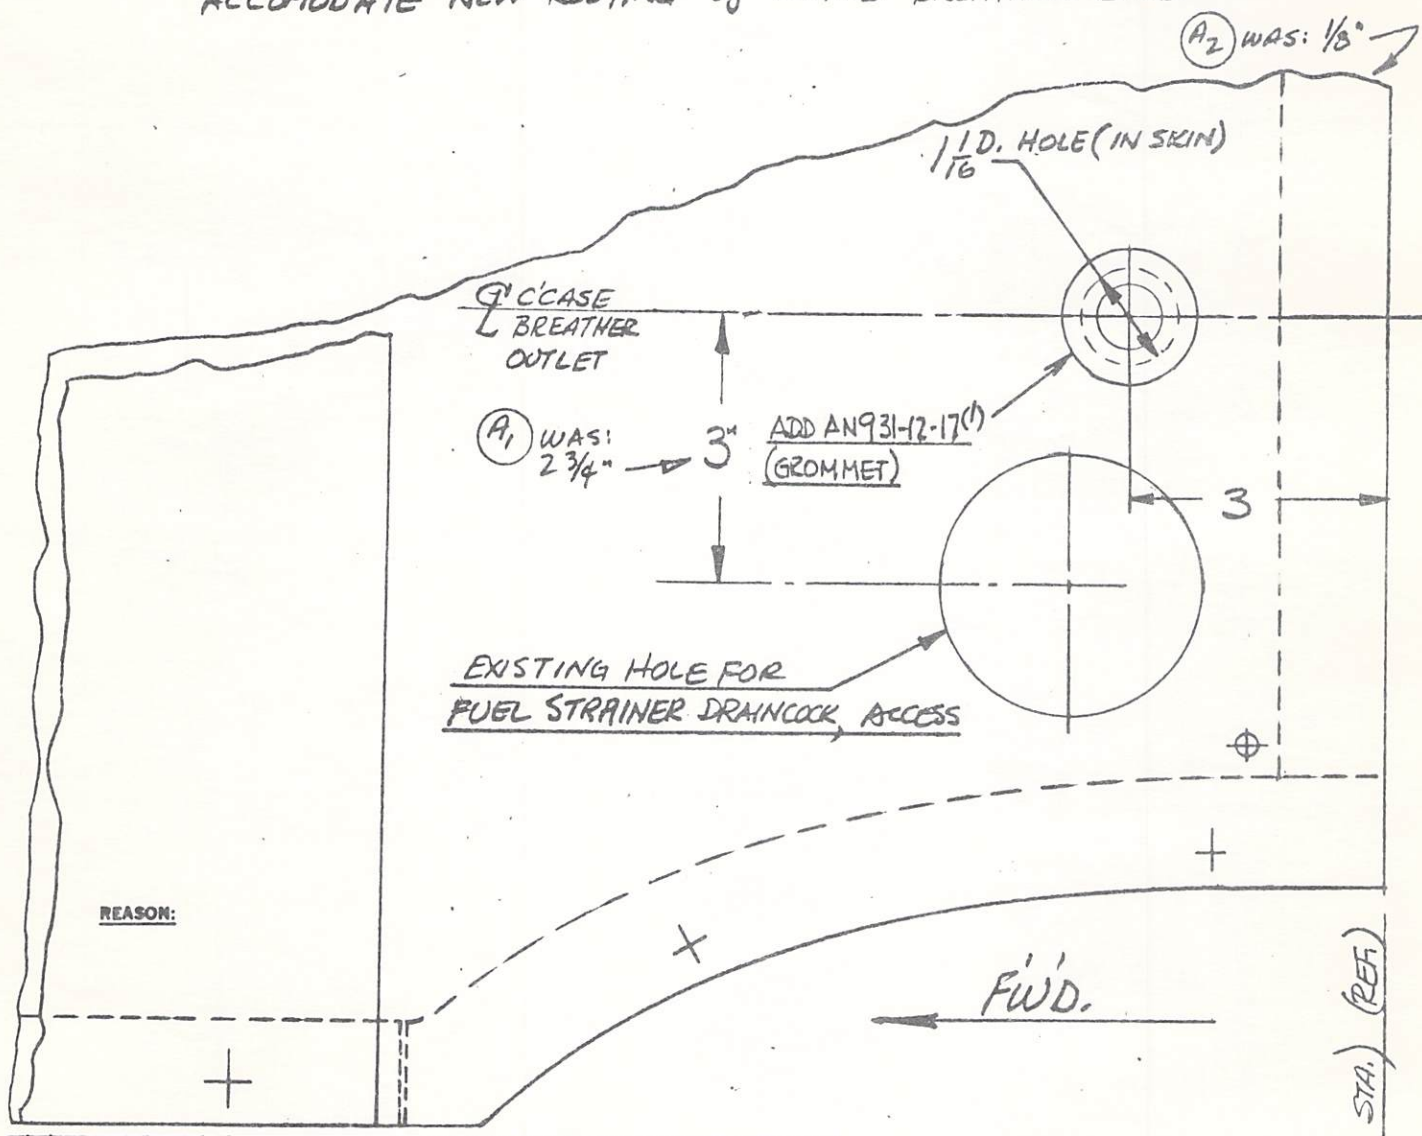 ACCOMODATE NEW ROUTING of
A2 WAS: 1/8"
1 1/16 D. HOLE (IN SKIN)
℄ C'CASE
BREATHER
OUTLET
A1 WAS:
2 3/4"
3"
ADD AN931-12-17(1)
(GROMMET)
3
EXISTING HOLE FOR
FUEL STRAINER DRAINCOCK, ACCESS
REASON:
F'W'D.
STA.) (REF.)